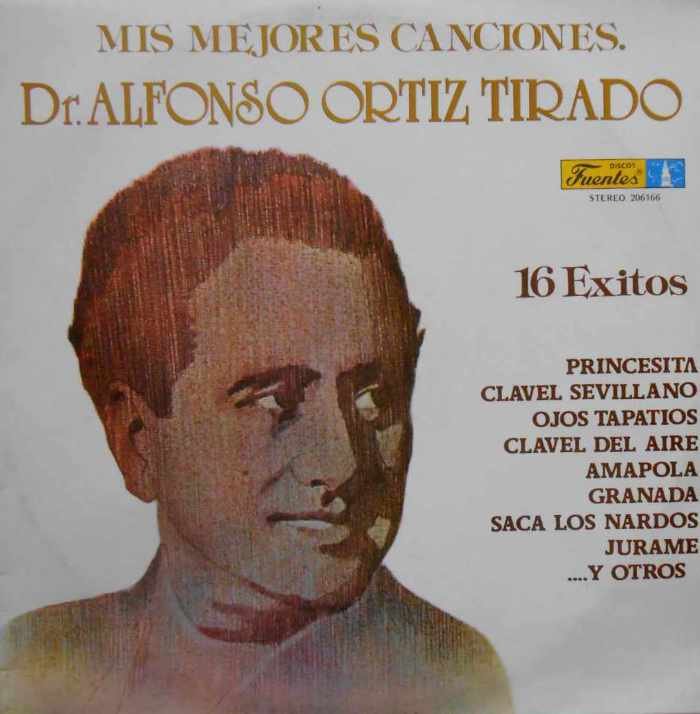 MIS MEJORES CANCIONES.
Dr. ALFONSO ORTIZ TIRADO
DISCOS
Fuentes®
STEREO 206166
16 Exitos
PRINCESITA
CLAVEL SEVILLANO
OJOS TAPATIOS
CLAVEL DEL AIRE
AMAPOLA
GRANADA
SACA LOS NARDOS
JURAME
....Y OTROS